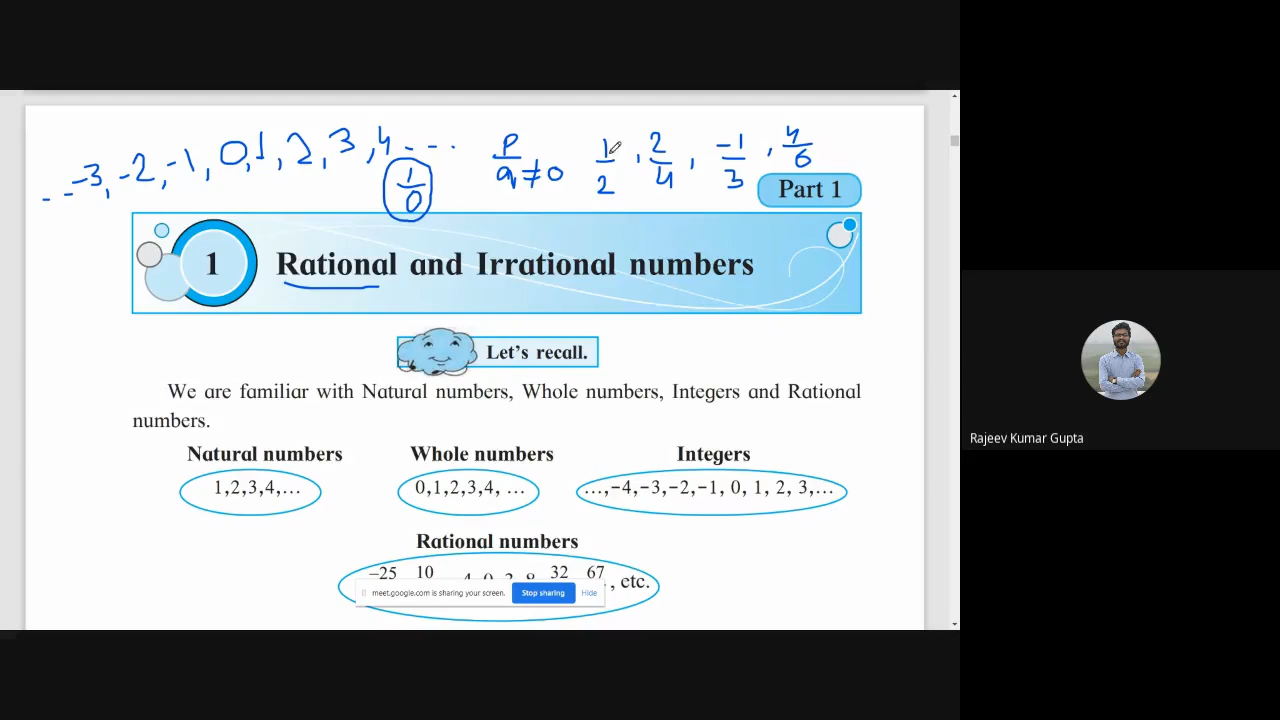 - - -3, -2, -1, 0, 1, 2, 3, 4 - - -
1/0
p/q ≠ 0 1/2, 2/4, -1/3, 4/6
Part 1
1 Rational and Irrational numbers
Let's recall.
We are familiar with Natural numbers, Whole numbers, Integers and Rational
numbers.
Natural numbers Whole numbers Integers
1,2,3,4,... 0,1,2,3,4, ... ...,-4,-3,-2,-1, 0, 1, 2, 3,...
Rational numbers
-25 10 32 67 , etc.
meet.google.com is sharing your screen. Stop sharing Hide
Rajeev Kumar Gupta